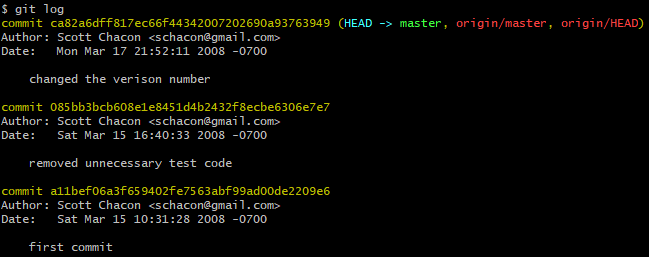 $ git log
commit ca82a6dff817ec66f44342007202690a93763949 (HEAD -> master, origin/master, origin/HEAD)
Author: Scott Chacon <schacon@gmail.com>
Date:   Mon Mar 17 21:52:11 2008 -0700
changed the verison number
commit 085bb3bcb608e1e8451d4b2432f8ecbe6306e7e7
Author: Scott Chacon <schacon@gmail.com>
Date:   Sat Mar 15 16:40:33 2008 -0700
removed unnecessary test code
commit a11bef06a3f659402fe7563abf99ad00de2209e6
Author: Scott Chacon <schacon@gmail.com>
Date:   Sat Mar 15 10:31:28 2008 -0700
first commit